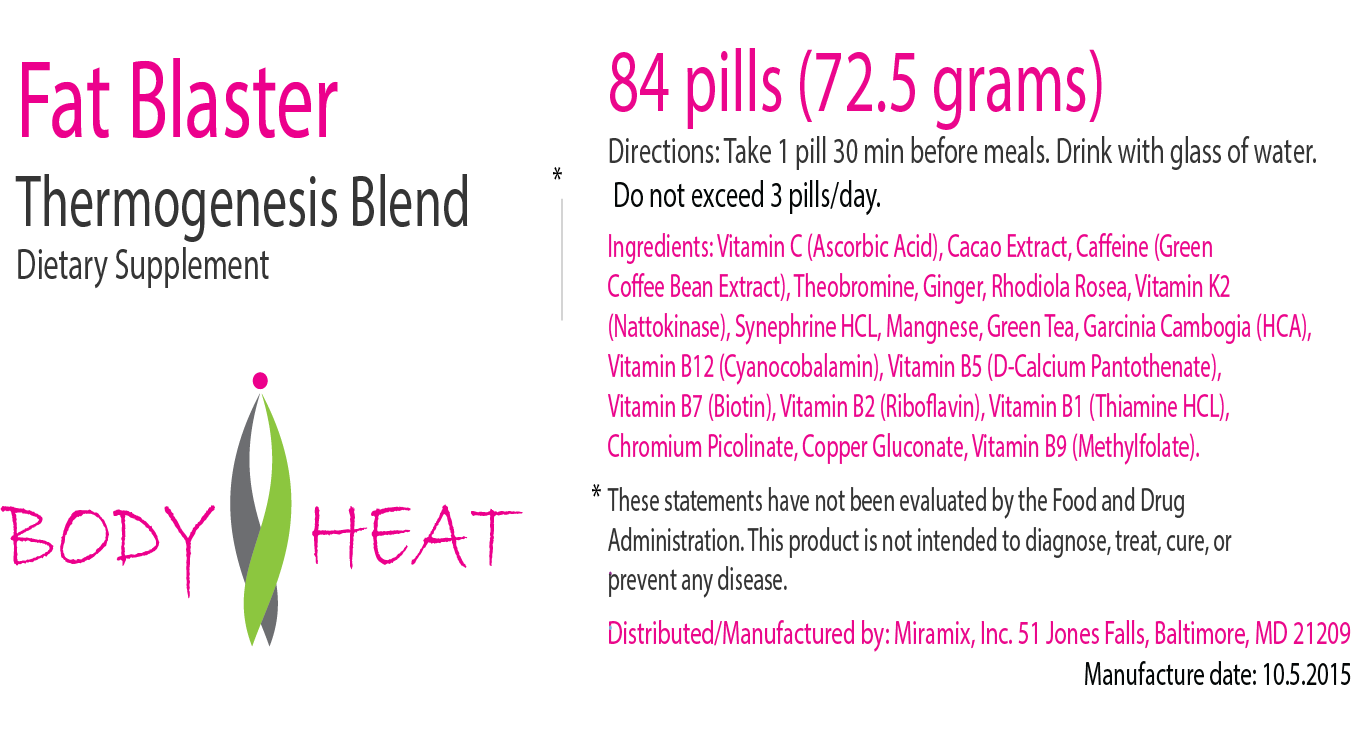 Fat Blaster
Thermogenesis Blend
*
Dietary Supplement
BODY HEAT
84 pills (72.5 grams)
Directions: Take 1 pill 30 min before meals. Drink with glass of water.
Do not exceed 3 pills/day.
Ingredients: Vitamin C (Ascorbic Acid), Cacao Extract, Caffeine (Green
Coffee Bean Extract), Theobromine, Ginger, Rhodiola Rosea, Vitamin K2
(Nattokinase), Synephrine HCL, Mangnese, Green Tea, Garcinia Cambogia (HCA),
Vitamin B12 (Cyanocobalamin), Vitamin B5 (D-Calcium Pantothenate),
Vitamin B7 (Biotin), Vitamin B2 (Riboflavin), Vitamin B1 (Thiamine HCL),
Chromium Picolinate, Copper Gluconate, Vitamin B9 (Methylfolate).
* These statements have not been evaluated by the Food and Drug
Administration. This product is not intended to diagnose, treat, cure, or
prevent any disease.
Distributed/Manufactured by: Miramix, Inc. 51 Jones Falls, Baltimore, MD 21209
Manufacture date: 10.5.2015